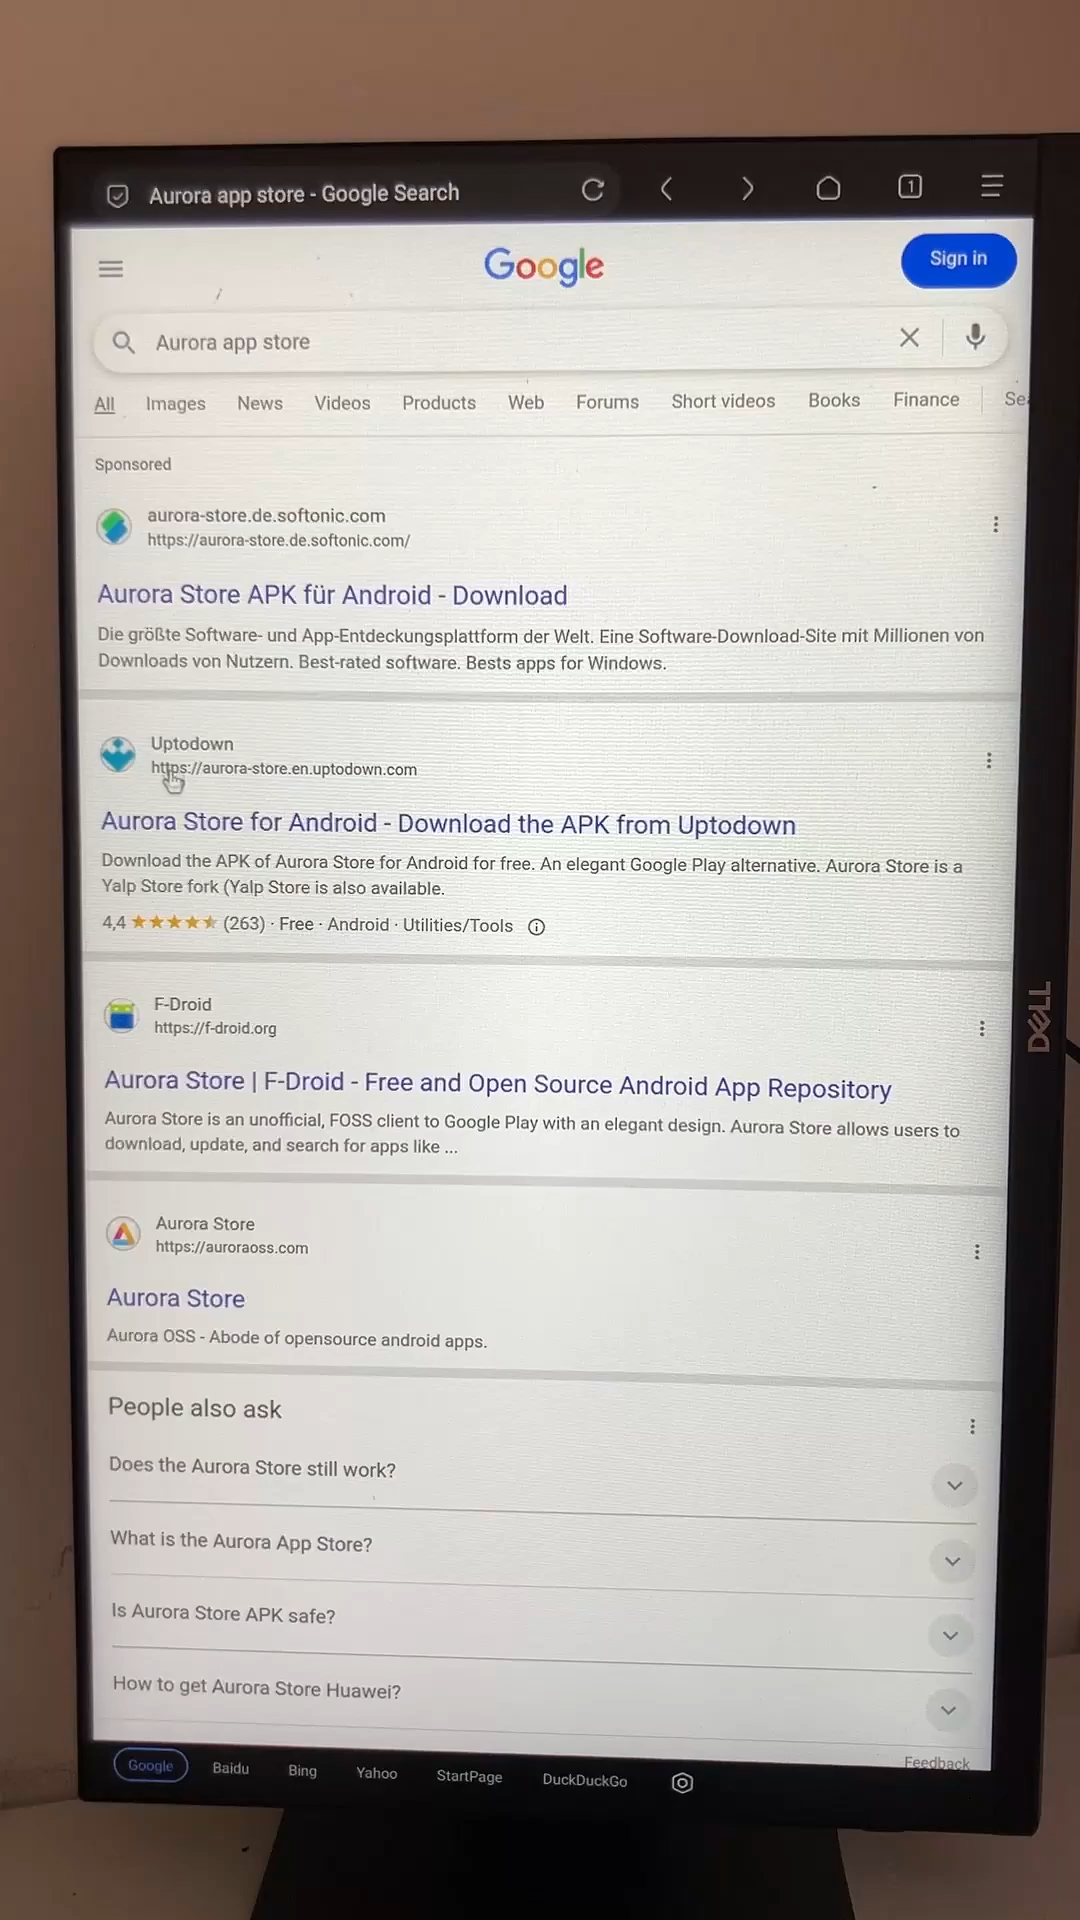 Aurora app store - Google Search
1
Google
Sign in
Aurora app store
All Images News Videos Products Web Forums Short videos Books Finance
Sponsored
aurora-store.de.softonic.com
https://aurora-store.de.softonic.com/
Aurora Store APK für Android - Download
Die größte Software- und App-Entdeckungsplattform der Welt. Eine Software-Download-Site mit Millionen von
Downloads von Nutzern. Best-rated software. Bests apps for Windows.
Uptodown
https://aurora-store.en.uptodown.com
Aurora Store for Android - Download the APK from Uptodown
Download the APK of Aurora Store for Android for free. An elegant Google Play alternative. Aurora Store is a
Yalp Store fork (Yalp Store is also available.
4,4 ★★★★★ (263) · Free · Android · Utilities/Tools
F-Droid
https://f-droid.org
Aurora Store | F-Droid - Free and Open Source Android App Repository
Aurora Store is an unofficial, FOSS client to Google Play with an elegant design. Aurora Store allows users to
download, update, and search for apps like ...
DELL
Aurora Store
https://auroraoss.com
Aurora Store
Aurora OSS - Abode of opensource android apps.
People also ask
Does the Aurora Store still work?
What is the Aurora App Store?
Is Aurora Store APK safe?
How to get Aurora Store Huawei?
Feedback
Google Baidu Bing Yahoo StartPage DuckDuckGo